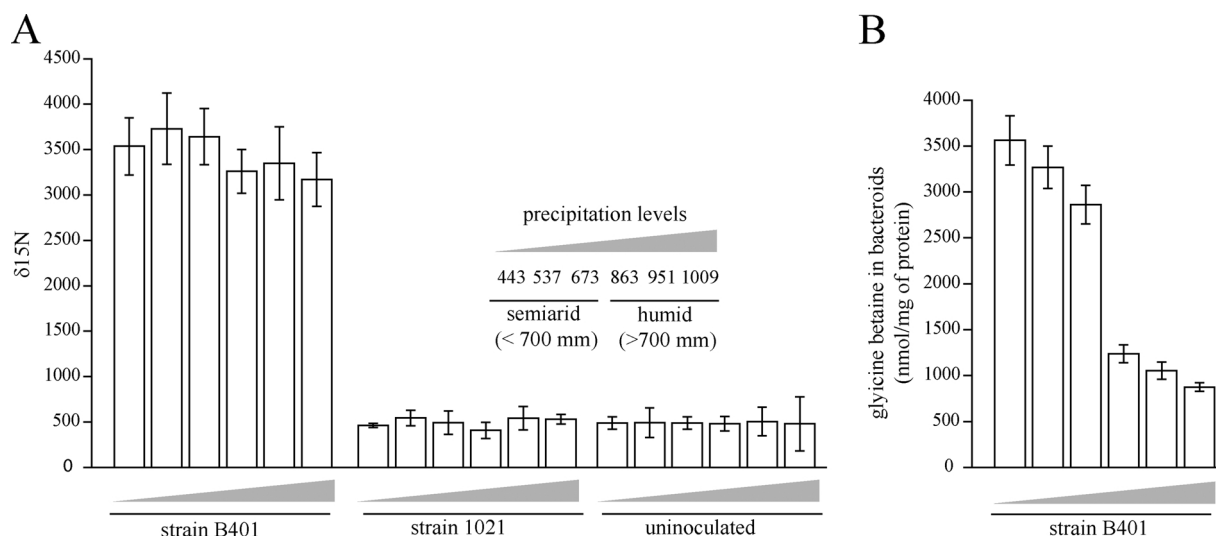 A
4500
4000
3500
3000
2500
2000
1500
1000
500
0
δ15N
precipitation levels
443 537 673 863 951 1009
semiarid humid
(< 700 mm) (>700 mm)
strain B401 strain 1021 uninoculated
B
4000
3500
3000
2500
2000
1500
1000
500
0
glyicine betaine in bacteroids
(nmol/mg of protein)
strain B401